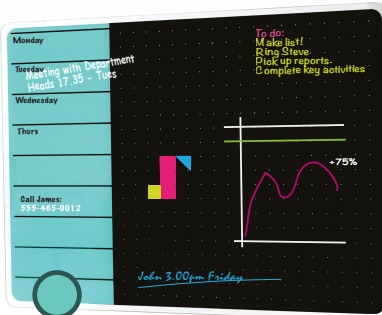 Monday
Tuesday
Meeting with Department
Heads 17.35 - Tues
Wednesday
Thurs
Call James:
555-465-0012
To do:
Make list!
Ring Steve
Pick up reports.
Complete key activities
+75%
John 3.00pm Friday